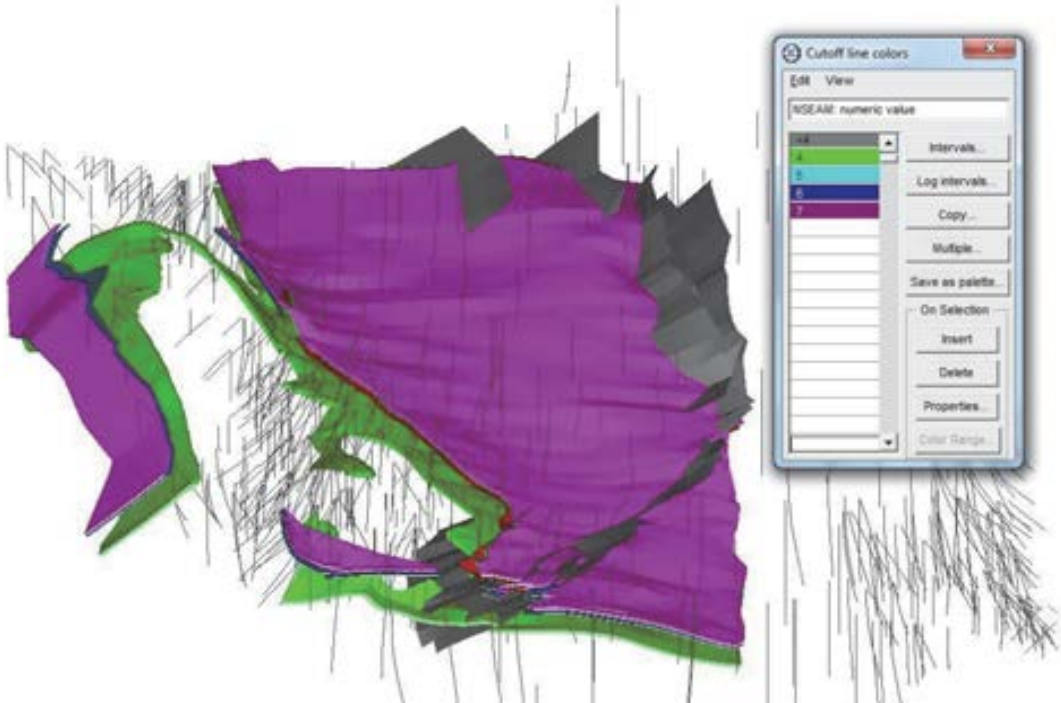 Cutoff line colors
Edit View
NSEAM: numeric value
<4
4
5
6
7
Intervals...
Log intervals...
Copy...
Multiple...
Save as palette...
On Selection
Insert
Delete
Properties...
Color Range...